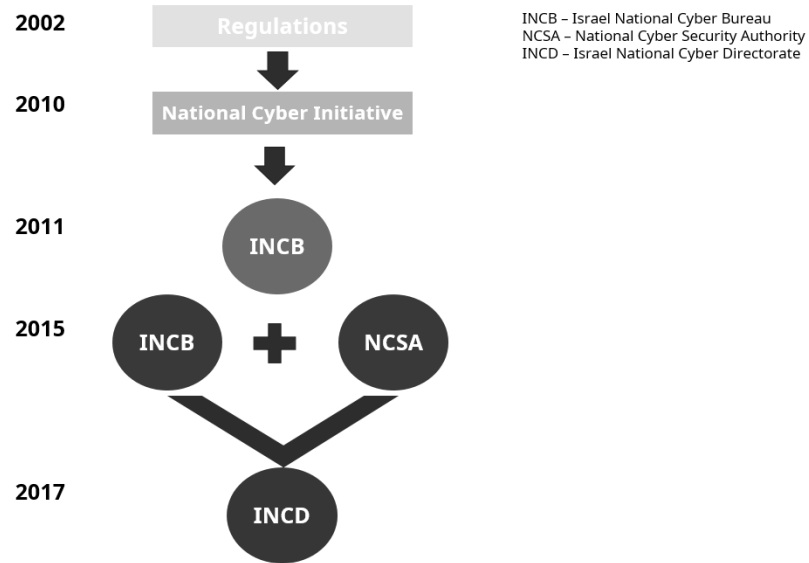 2002
Regulations
INCB – Israel National Cyber Bureau
NCSA – National Cyber Security Authority
INCD – Israel National Cyber Directorate
2010
National Cyber Initiative
2011
INCB
2015
INCB
NCSA
2017
INCD